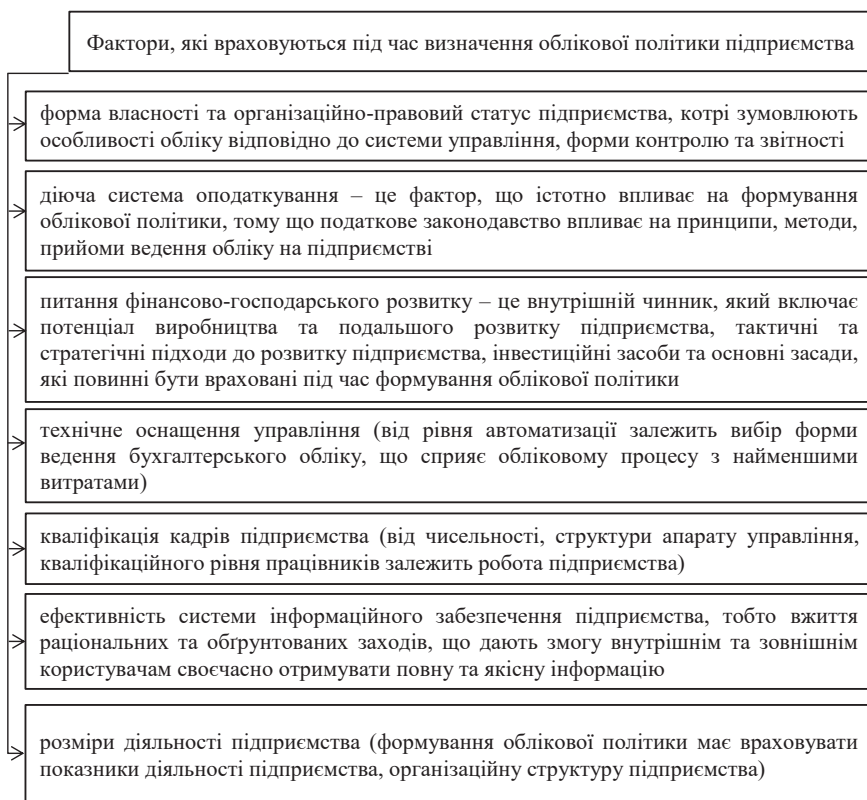 Фактори, які враховуються під час визначення облікової політики підприємства
форма власності та організаційно-правовий статус підприємства, котрі зумовлюють
особливості обліку відповідно до системи управління, форми контролю та звітності
діюча система оподаткування – це фактор, що істотно впливає на формування
облікової політики, тому що податкове законодавство впливає на принципи, методи,
прийоми ведення обліку на підприємстві
питання фінансово-господарського розвитку – це внутрішній чинник, який включає
потенціал виробництва та подальшого розвитку підприємства, тактичні та
стратегічні підходи до розвитку підприємства, інвестиційні засоби та основні засади,
які повинні бути враховані під час формування облікової політики
технічне оснащення управління (від рівня автоматизації залежить вибір форми
ведення бухгалтерського обліку, що сприяє обліковому процесу з найменшими
витратами)
кваліфікація кадрів підприємства (від чисельності, структури апарату управління,
кваліфікаційного рівня працівників залежить робота підприємства)
ефективність системи інформаційного забезпечення підприємства, тобто вжиття
раціональних та обґрунтованих заходів, що дають змогу внутрішнім та зовнішнім
користувачам своєчасно отримувати повну та якісну інформацію
розміри діяльності підприємства (формування облікової політики має враховувати
показники діяльності підприємства, організаційну структуру підприємства)